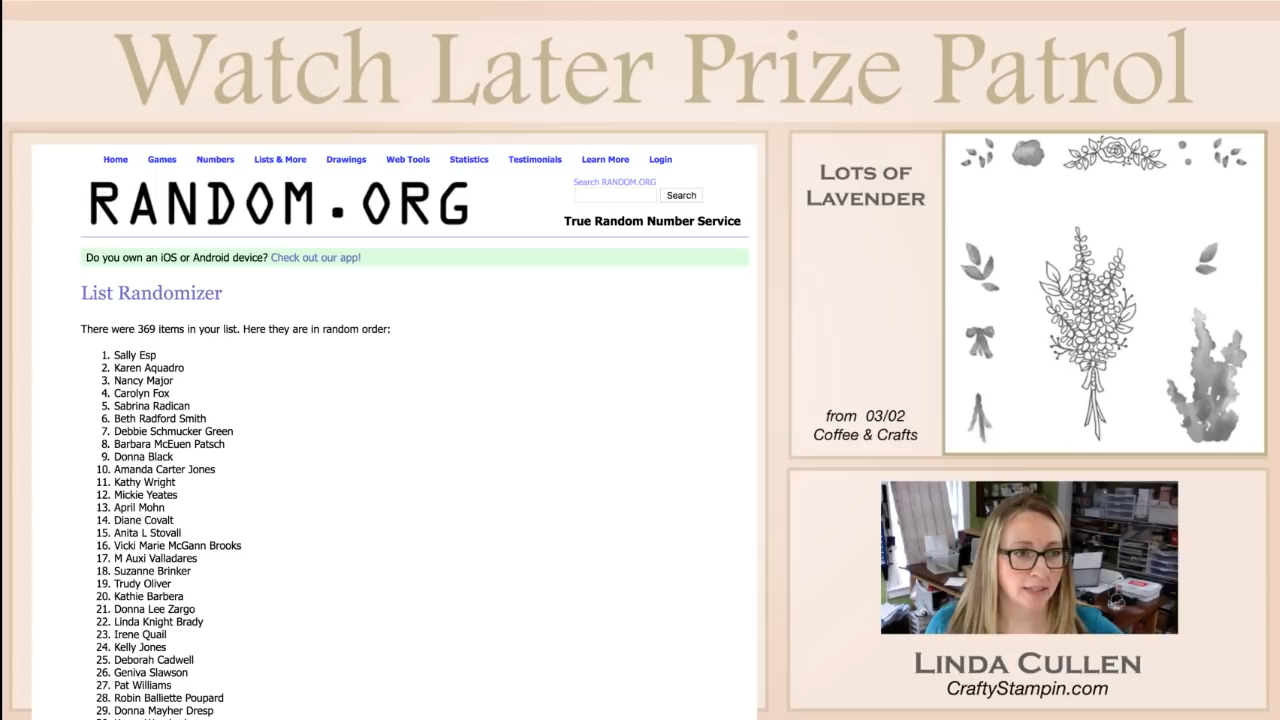 Watch Later Prize Patrol
Home Games Numbers Lists & More Drawings Web Tools Statistics Testimonials Learn More Login
RANDOM.ORG
Search RANDOM.ORG
Search
True Random Number Service
Do you own an iOS or Android device? Check out our app!
List Randomizer
There were 369 items in your list. Here they are in random order:
1. Sally Esp
2. Karen Aquadro
3. Nancy Major
4. Carolyn Fox
5. Sabrina Radican
6. Beth Radford Smith
7. Debbie Schmucker Green
8. Barbara McEuen Patsch
9. Donna Black
10. Amanda Carter Jones
11. Kathy Wright
12. Mickie Yeates
13. April Mohn
14. Diane Covalt
15. Anita L Stovall
16. Vicki Marie McGann Brooks
17. M Auxi Valladares
18. Suzanne Brinker
19. Trudy Oliver
20. Kathie Barbera
21. Donna Lee Zargo
22. Linda Knight Brady
23. Irene Quail
24. Kelly Jones
25. Deborah Cadwell
26. Geniva Slawson
27. Pat Williams
28. Robin Balliette Poupard
29. Donna Mayher Dresp
LOTS OF
LAVENDER
from 03/02
Coffee & Crafts
LINDA CULLEN
CraftyStampin.com